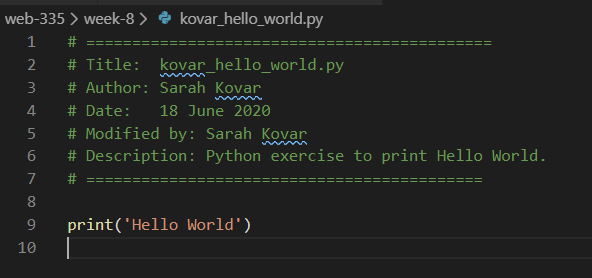 web-335 > week-8 > kovar_hello_world.py
1 # ============================================
2 # Title:  kovar_hello_world.py
3 # Author: Sarah Kovar
4 # Date:   18 June 2020
5 # Modified by: Sarah Kovar
6 # Description: Python exercise to print Hello World.
7 # ===========================================
8
9 print('Hello World')
10